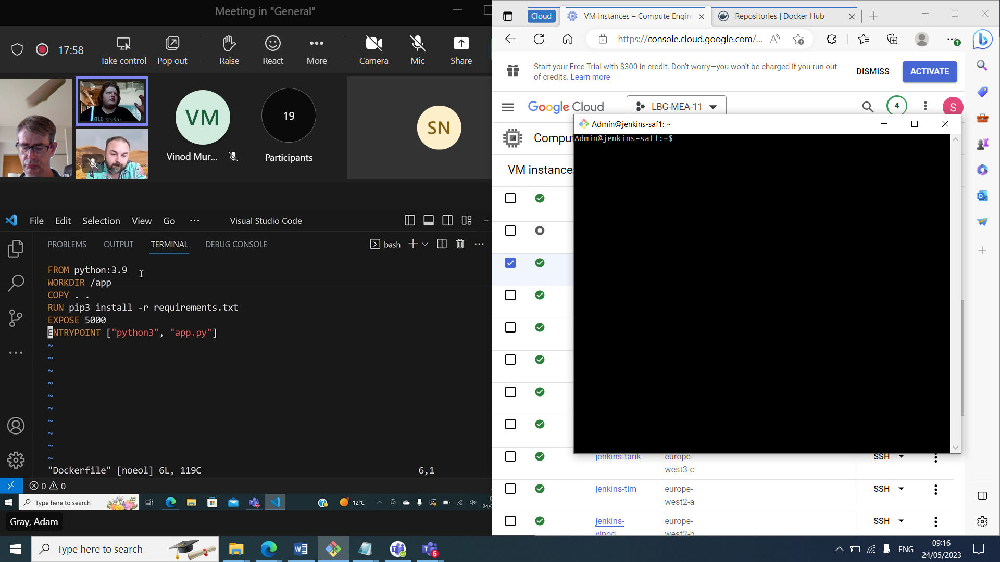 Meeting in "General"
17:58
Take control
Pop out
Raise
React
More
Camera
Mic
Share
VM
Vinod Mur...
19
Participants
SN
File Edit Selection View Go ... Visual Studio Code
PROBLEMS OUTPUT TERMINAL DEBUG CONSOLE
bash
FROM python:3.9
WORKDIR /app
COPY . .
RUN pip3 install -r requirements.txt
EXPOSE 5000
ENTRYPOINT ["python3", "app.py"]
~
~
~
~
~
~
~
~
~
~
"Dockerfile" [noeol] 6L, 119C 6,1
0 0
Type here to search
12°C
24/05
Gray, Adam
Cloud
VM instances – Compute Engin
Repositories | Docker Hub
https://console.cloud.google.com/...
Start your Free Trial with $300 in credit. Don't worry—you won't be charged if you run out
of credits. Learn more
DISMISS
ACTIVATE
Google Cloud
LBG-MEA-11
4
S
Compu
VM instance
Admin@jenkins-saf1: ~
Admin@jenkins-saf1:~$
jenkins-tarik europe-
west3-c
SSH
jenkins-tim europe-
west2-a
SSH
jenkins-
vinod
europe-
west2-b
SSH
Type here to search
6
ENG
09:16
24/05/2023